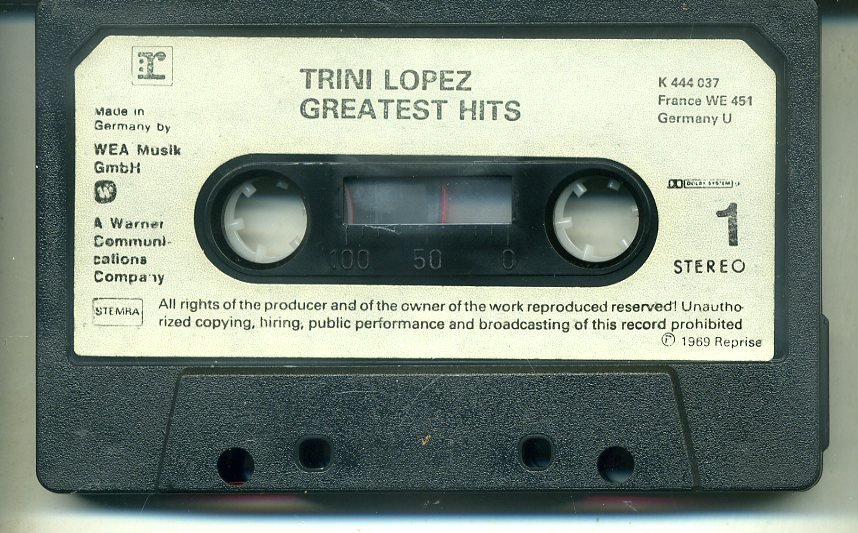 r
TRINI LOPEZ
GREATEST HITS
K 444 037
France WE 451
Germany U
Made in
Germany by
WEA Musik
GmbH
A Warner
Communi-
cations
Company
DOLBY SYSTEM
1
STEREO
100 50 0
STEMRA
All rights of the producer and of the owner of the work reproduced reserved! Unautho-
rized copying, hiring, public performance and broadcasting of this record prohibited
Ⓟ 1969 Reprise